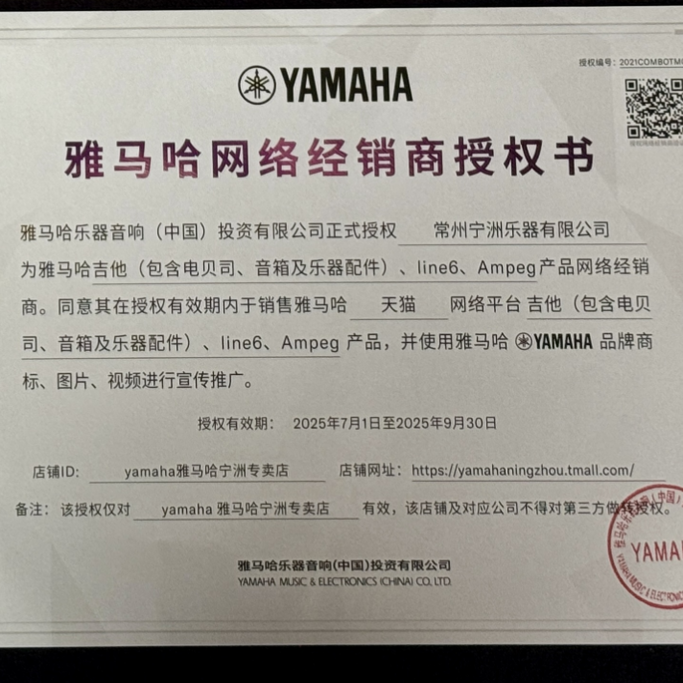 授权编号：2021COMBOTM
YAMAHA
雅马哈网络经销商授权书
雅马哈乐器音响（中国）投资有限公司正式授权 常州宁洲乐器有限公司
为雅马哈吉他（包含电贝司、音箱及乐器配件）、line6、Ampeg产品网络经销
商。同意其在授权有效期内于销售雅马哈 天猫 网络平台 吉他（包含电贝
司、音箱及乐器配件）、line6、Ampeg 产品，并使用雅马哈 YAMAHA 品牌商
标、图片、视频进行宣传推广。
授权有效期： 2025年7月1日至2025年9月30日
店铺ID: yamaha雅马哈宁洲专卖店 店铺网址: https://yamahaningzhou.tmall.com/
备注： 该授权仅对 yamaha 雅马哈宁洲专卖店 有效，该店铺及对应公司不得对第三方做转授权。
雅马哈乐器音响(中国)投资有限公司
YAMAHA MUSIC & ELECTRONICS (CHINA) CO., LTD.